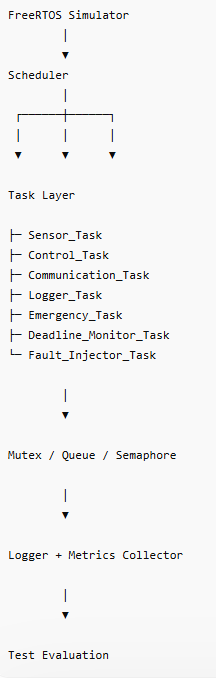 FreeRTOS Simulator
Scheduler
Task Layer
├─ Sensor_Task
├─ Control_Task
├─ Communication_Task
├─ Logger_Task
├─ Emergency_Task
├─ Deadline_Monitor_Task
└─ Fault_Injector_Task
Mutex / Queue / Semaphore
Logger + Metrics Collector
Test Evaluation